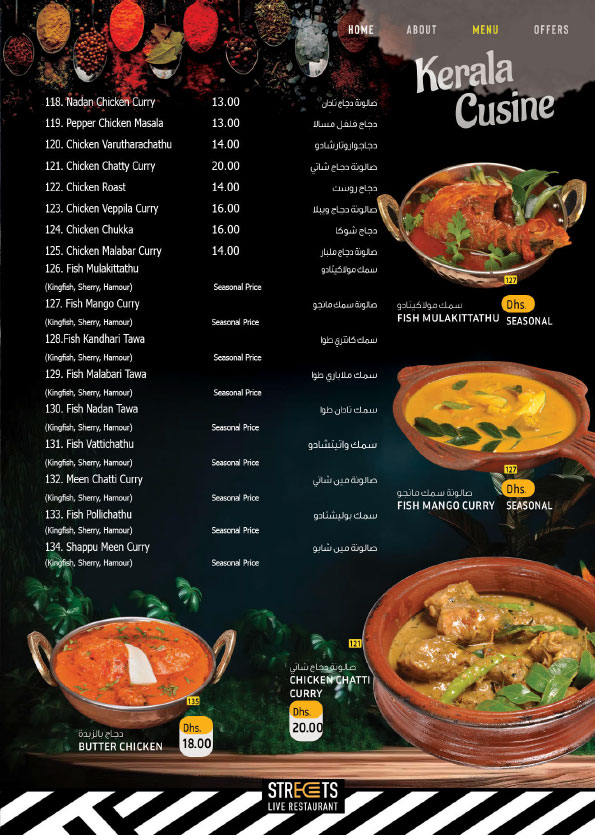 HOME ABOUT MENU OFFERS
Kerala
Cusine
118. Nadan Chicken Curry 13.00 صالونة دجاج نادان
119. Pepper Chicken Masala 13.00 دجاج فلفل مسالا
120. Chicken Varutharachathu 14.00 دجاجواروتارشادو
121. Chicken Chatty Curry 20.00 صالونة دجاج شاتي
122. Chicken Roast 14.00 دجاج روست
123. Chicken Veppila Curry 16.00 صالونة دجاج ويبلا
124. Chicken Chukka 16.00 دجاج شوكا
125. Chicken Malabar Curry 14.00 صالونة دجاج مليبار
126. Fish Mulakittathu سمك مولاكيتادو
(Kingfish, Sherry, Hamour) Seasonal Price
127. Fish Mango Curry صالونة سمك مانجو
(Kingfish, Sherry, Hamour) Seasonal Price
128.Fish Kandhari Tawa سمك كانتري طوا
(Kingfish, Sherry, Hamour) Seasonal Price
129. Fish Malabari Tawa سمك ملاباري طوا
(Kingfish, Sherry, Hamour) Seasonal Price
130. Fish Nadan Tawa سمك نادان طوا
(Kingfish, Sherry, Hamour) Seasonal Price
131. Fish Vattichathu سمك واتيتشادو
(Kingfish, Sherry, Hamour) Seasonal Price
132. Meen Chatti Curry صالونة مين شاتي
(Kingfish, Sherry, Hamour) Seasonal Price
133. Fish Pollichathu سمك بوليشتادو
(Kingfish, Sherry, Hamour) Seasonal Price
134. Shappu Meen Curry صالونة مين شابو
(Kingfish, Sherry, Hamour) Seasonal Price
127
سمك مولاكيتادو
FISH MULAKITTATHU
Dhs.
SEASONAL
127
صالونة سمك مانجو
FISH MANGO CURRY
Dhs.
SEASONAL
121
صالونة دجاج شاتي
CHICKEN CHATTI
CURRY
Dhs.
20.00
135
دجاج بالزبدة
BUTTER CHICKEN
Dhs.
18.00
STREETS
LIVE RESTAURANT